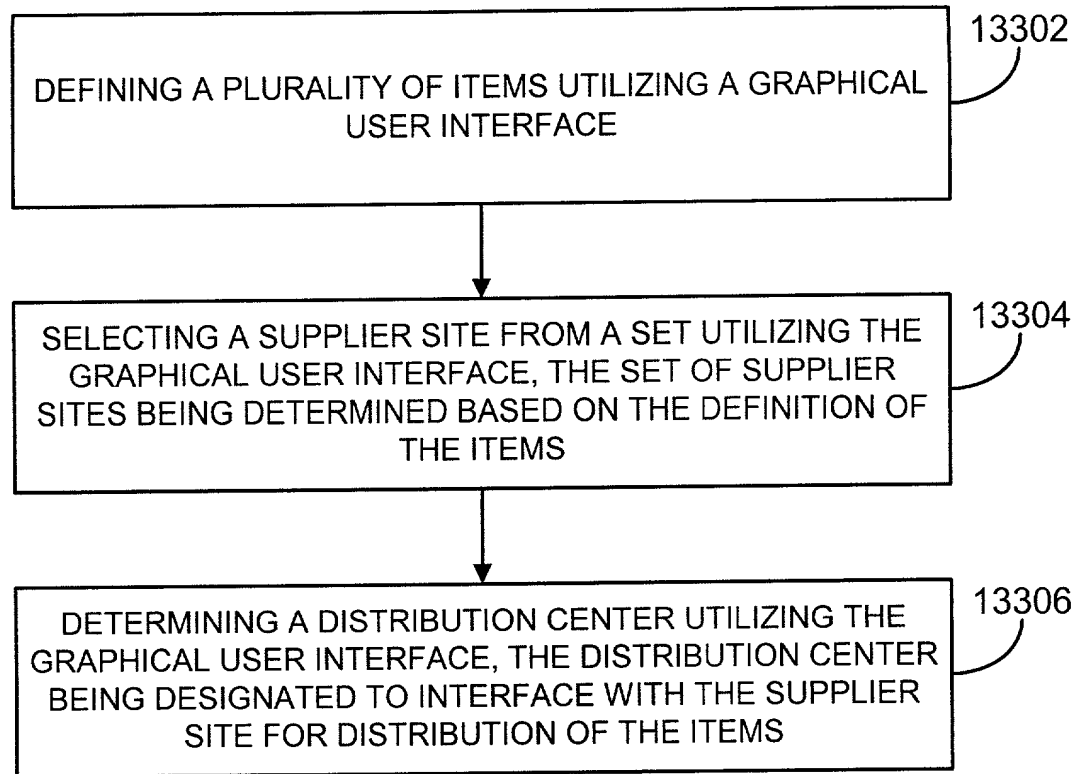 13302
DEFINING A PLURALITY OF ITEMS UTILIZING A GRAPHICAL
USER INTERFACE
13304
SELECTING A SUPPLIER SITE FROM A SET UTILIZING THE
GRAPHICAL USER INTERFACE, THE SET OF SUPPLIER
SITES BEING DETERMINED BASED ON THE DEFINITION OF
THE ITEMS
13306
DETERMINING A DISTRIBUTION CENTER UTILIZING THE
GRAPHICAL USER INTERFACE, THE DISTRIBUTION CENTER
BEING DESIGNATED TO INTERFACE WITH THE SUPPLIER
SITE FOR DISTRIBUTION OF THE ITEMS